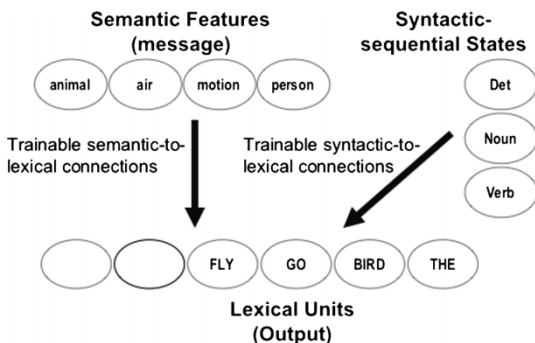 Semantic Features
(message)
Syntactic-
sequential States
animal air motion person
Det
Noun
Verb
Trainable semantic-to-
lexical connections
Trainable syntactic-to-
lexical connections
FLY GO BIRD THE
Lexical Units
(Output)